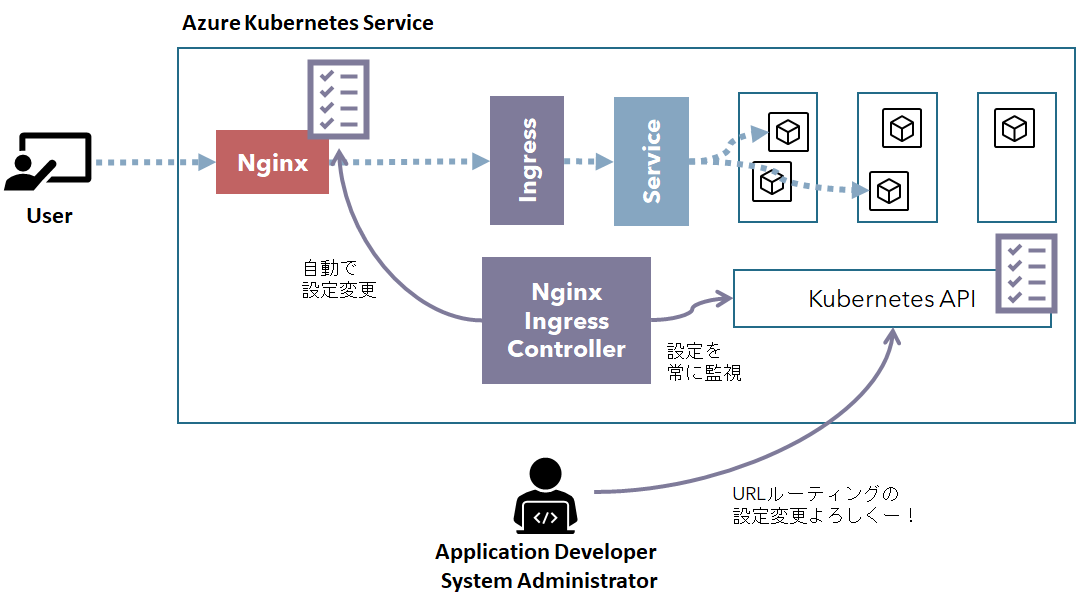 Azure Kubernetes Service
User
Nginx
Ingress
Service
自動で
設定変更
Nginx
Ingress
Controller
設定を
常に監視
Kubernetes API
URLルーティングの
設定変更よろしくー！
</>
Application Developer
System Administrator